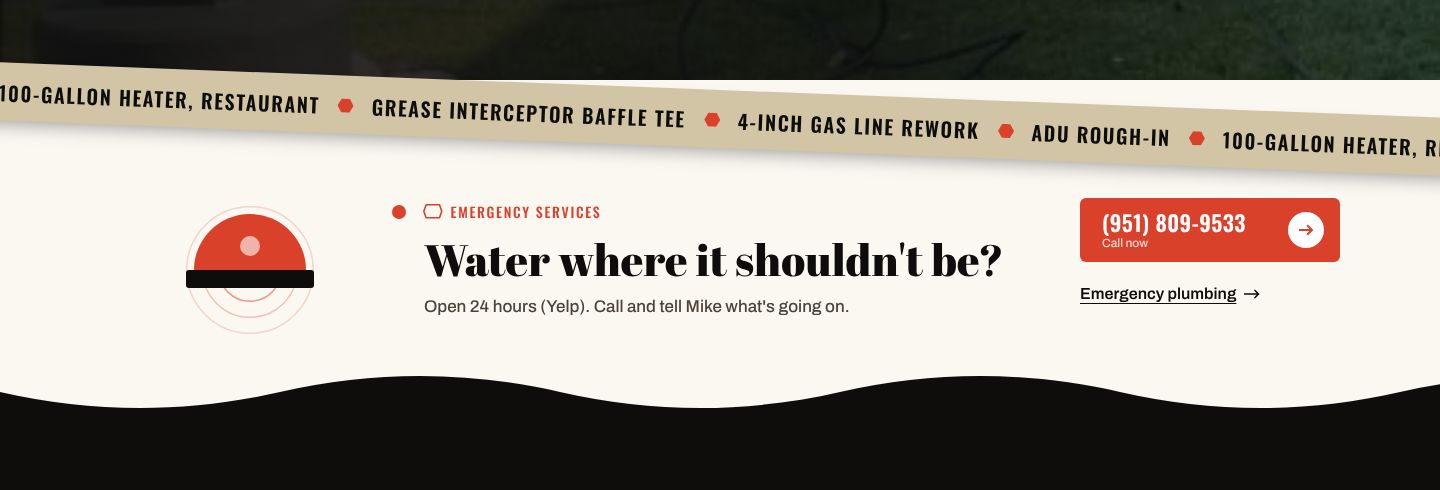 100-GALLON HEATER, RESTAURANT GREASE INTERCEPTOR BAFFLE TEE 4-INCH GAS LINE REWORK ADU ROUGH-IN 100-GALLON HEATER,
EMERGENCY SERVICES
Water where it shouldn't be?
Open 24 hours (Yelp). Call and tell Mike what's going on.
(951) 809-9533
Call now
Emergency plumbing